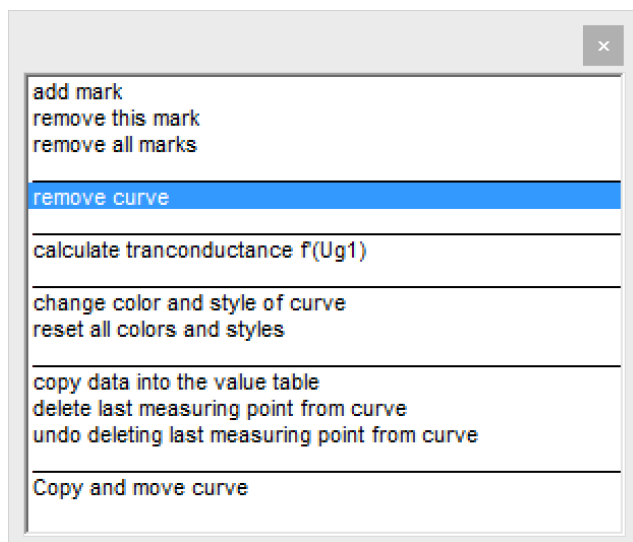 add mark
remove this mark
remove all marks
remove curve
calculate tranconductance f'(Ug1)
change color and style of curve
reset all colors and styles
copy data into the value table
delete last measuring point from curve
undo deleting last measuring point from curve
Copy and move curve